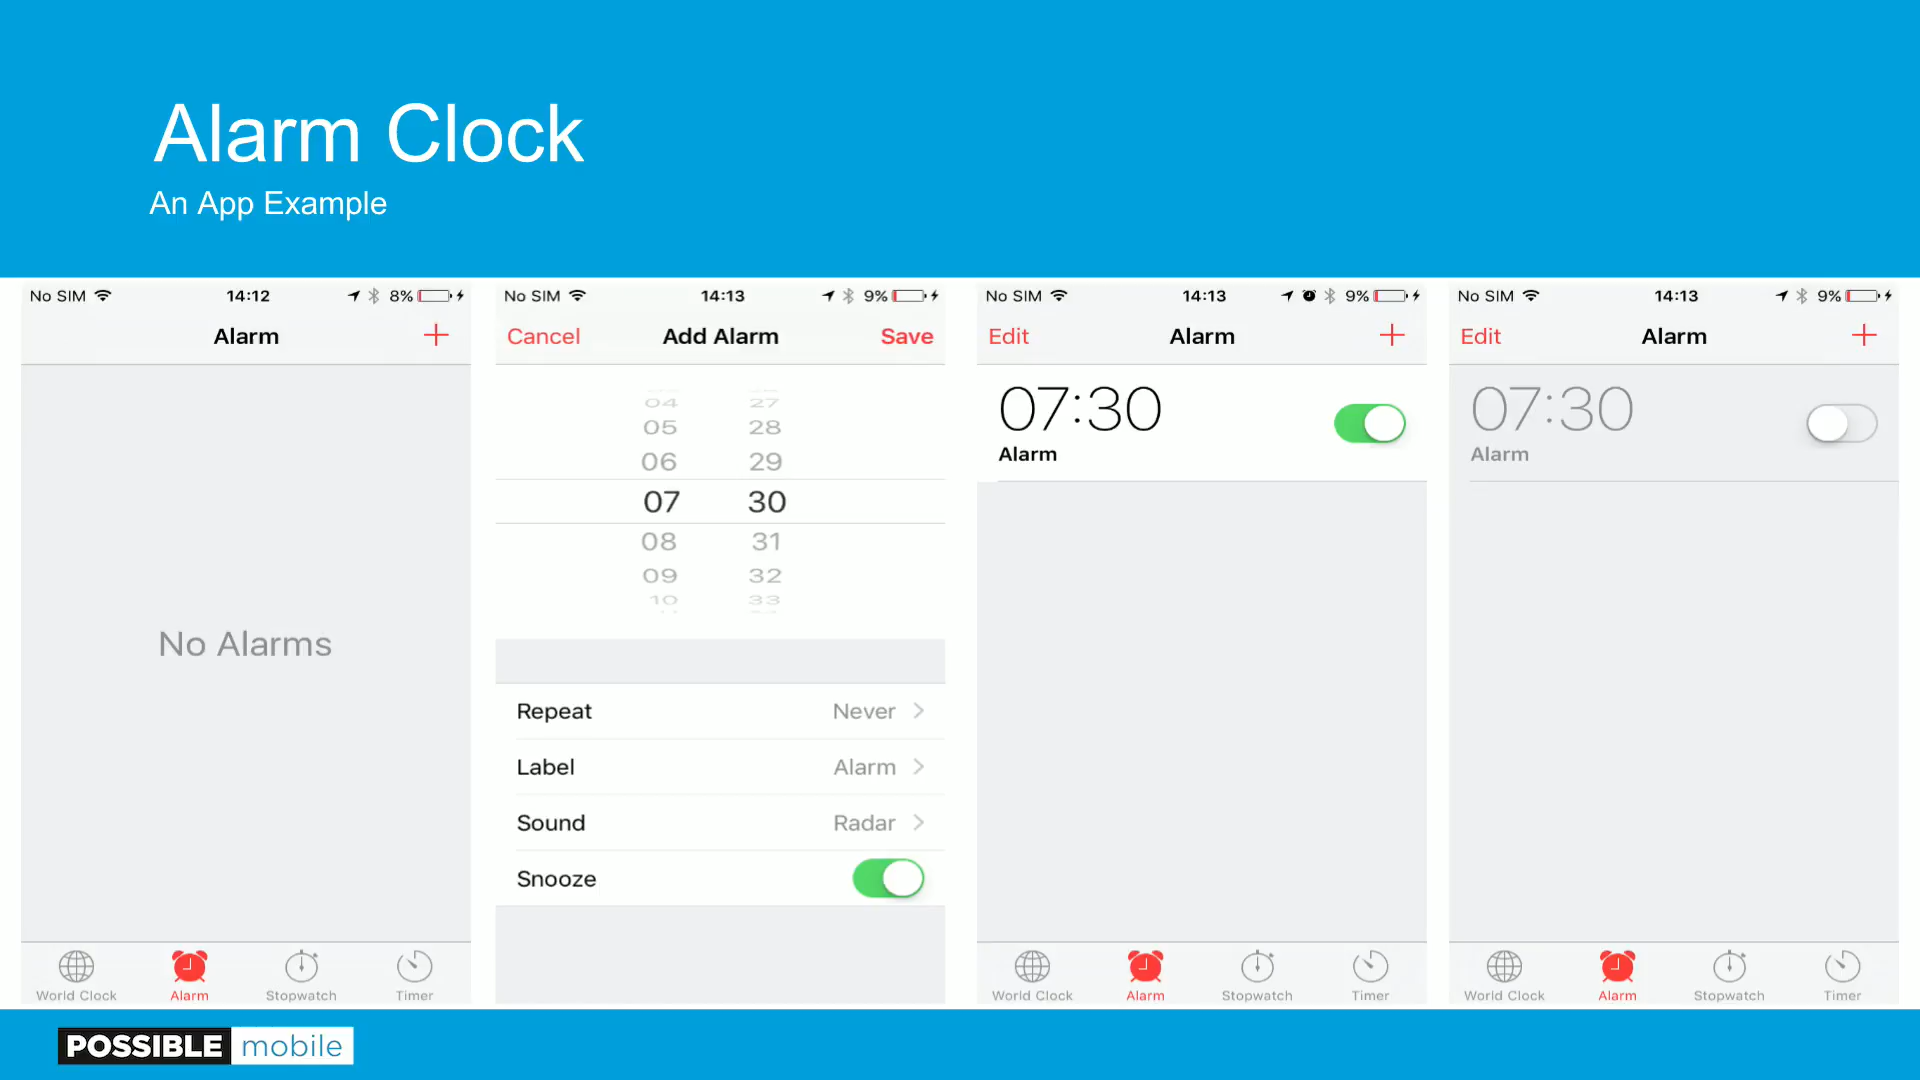 Alarm Clock
An App Example
No SIM 14:12 8%
Alarm +
No Alarms
World Clock Alarm Stopwatch Timer
No SIM 14:13 9%
Cancel Add Alarm Save
04 27
05 28
06 29
07 30
08 31
09 32
10 33
Repeat Never
Label Alarm
Sound Radar
Snooze
No SIM 14:13 9%
Edit Alarm +
07:30
Alarm
World Clock Alarm Stopwatch Timer
No SIM 14:13 9%
Edit Alarm +
07:30
Alarm
World Clock Alarm Stopwatch Timer
POSSIBLE mobile